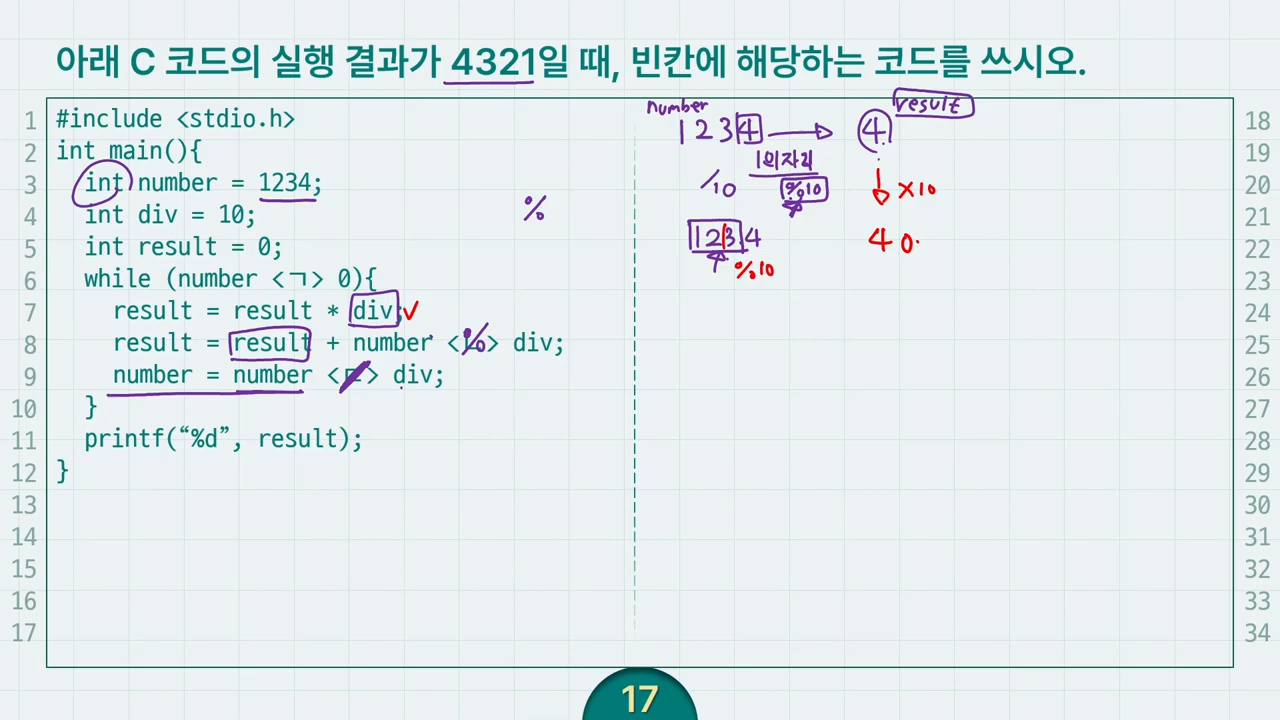 아래 C 코드의 실행 결과가 4321일 때, 빈칸에 해당하는 코드를 쓰시오.
1 #include <stdio.h>
2 int main(){
3 int number = 1234;
4 int div = 10;
5 int result = 0;
6 while (number <ㄱ> 0){
7 result = result * div;
8 result = result + number <%> div;
9 number = number </> div;
10 }
11 printf("%d", result);
12 }
13
14
15
16
17
%
number
1234
result
4
1의자리
/10
%10
×10
1234
%10
40
18
19
20
21
22
23
24
25
26
27
28
29
30
31
32
33
34
17